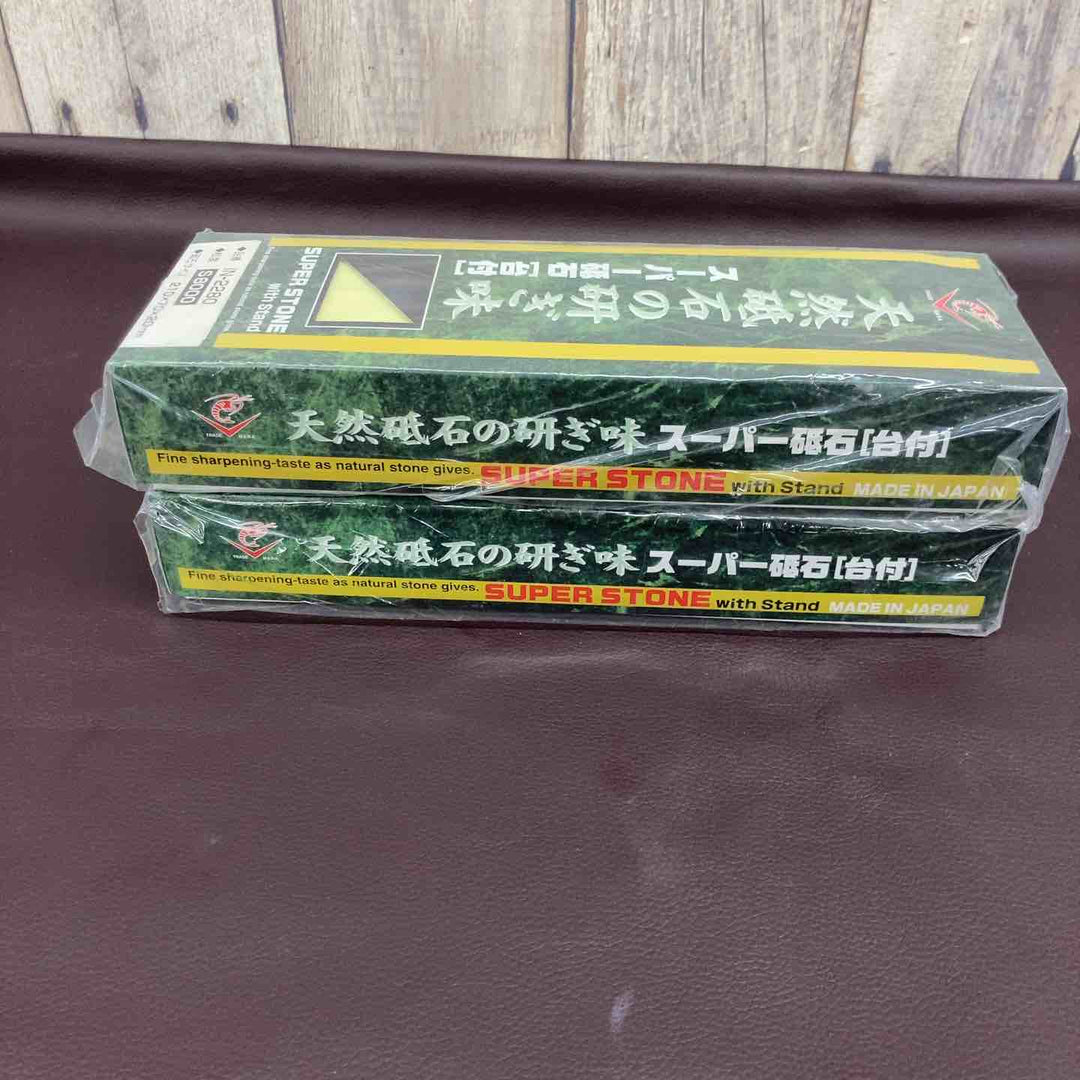 天然砥石の研ぎ味
スーパー砥石[台付]
SUPER STONE
with Stand
IN-2280
S8000
天然砥石の研ぎ味 スーパー砥石[台付]
TRADE MARK
Fine sharpening-taste as natural stone gives. SUPER STONE with Stand MADE IN JAPAN
天然砥石の研ぎ味 スーパー砥石[台付]
Fine sharpening-taste as natural stone gives. SUPER STONE with Stand MADE IN JAPAN